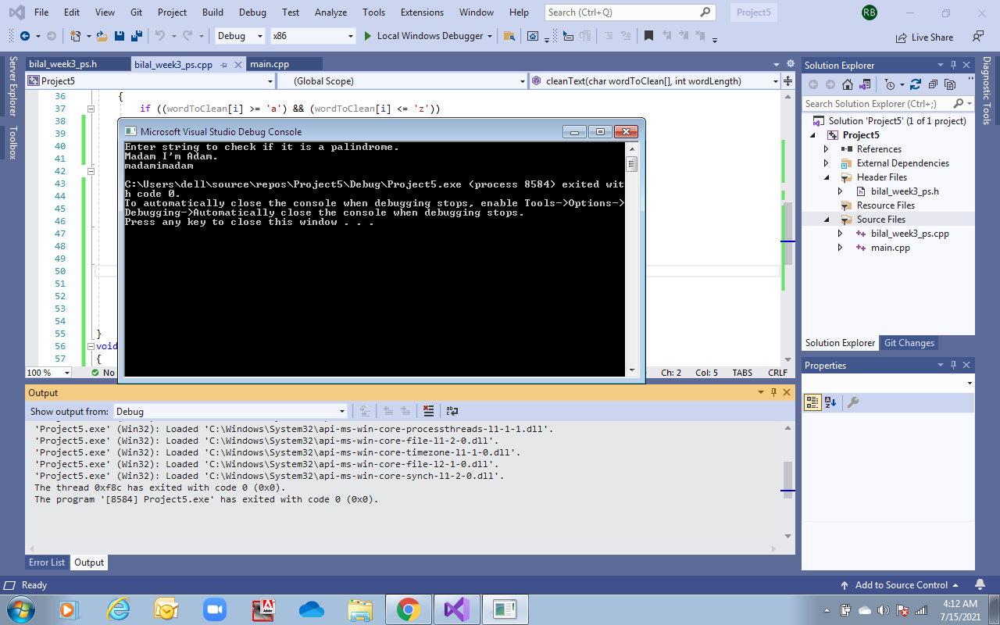 File Edit View Git Project Build Debug Test Analyze Tools Extensions Window Help Search (Ctrl+Q) Project5 RB
Debug x86 Local Windows Debugger Live Share
Server Explorer
Toolbox
bilal_week3_ps.h bilal_week3_ps.cpp main.cpp
Project5 (Global Scope) cleanText(char wordToClean[], int wordLength)
36 {
37 if ((wordToClean[i] >= 'a') && (wordToClean[i] <= 'z'))
38
39
40
41
42
43
44
45
46
47
48
49
50
51
52
53
54
55 }
56 void
57 {
100 % No Ch: 2 Col: 5 TABS CRLF
Microsoft Visual Studio Debug Console
Enter string to check if it is a palindrome.
Madam I'm Adam.
madamimadam
C:\Users\dell\source\repos\Project5\Debug\Project5.exe (process 8584) exited wit
h code 0.
To automatically close the console when debugging stops, enable Tools->Options->
Debugging->Automatically close the console when debugging stops.
Press any key to close this window . . .
Output
Show output from: Debug
'Project5.exe' (Win32): Loaded 'C:\Windows\System32\api-ms-win-core-processthreads-l1-1-1.dll'.
'Project5.exe' (Win32): Loaded 'C:\Windows\System32\api-ms-win-core-file-l1-2-0.dll'.
'Project5.exe' (Win32): Loaded 'C:\Windows\System32\api-ms-win-core-timezone-l1-1-0.dll'.
'Project5.exe' (Win32): Loaded 'C:\Windows\System32\api-ms-win-core-file-l2-1-0.dll'.
'Project5.exe' (Win32): Loaded 'C:\Windows\System32\api-ms-win-core-synch-l1-2-0.dll'.
The thread 0xf8c has exited with code 0 (0x0).
The program '[8584] Project5.exe' has exited with code 0 (0x0).
Error List Output
Solution Explorer
Search Solution Explorer (Ctrl+;)
Solution 'Project5' (1 of 1 project)
Project5
References
External Dependencies
Header Files
bilal_week3_ps.h
Resource Files
Source Files
bilal_week3_ps.cpp
main.cpp
Solution Explorer Git Changes
Properties
Diagnostic Tools
Ready Add to Source Control
Adobe
4:12 AM
7/15/2021